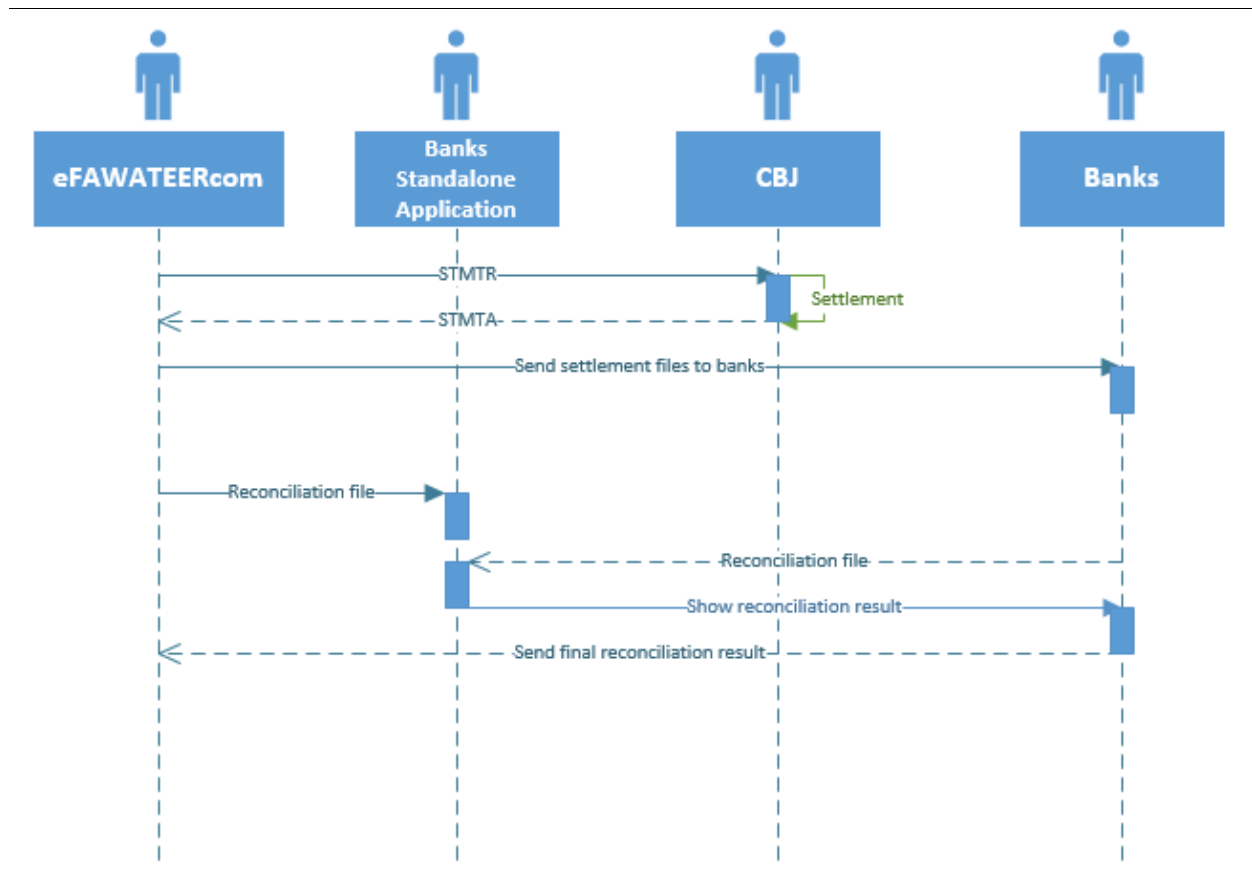 eFAWATEERcom
Banks
Standalone
Application
CBJ
Banks
STMTR
Settlement
STMTA
Send settlement files to banks
Reconciliation file
Reconciliation file
Show reconciliation result
Send final reconciliation result